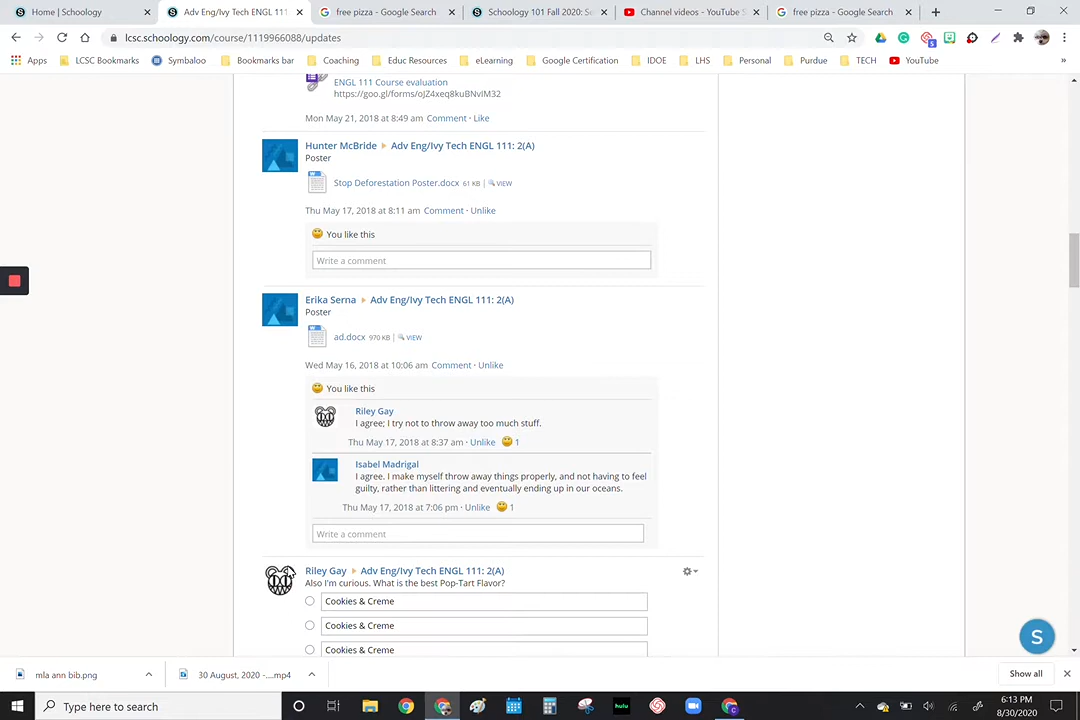 Home | Schoology
Adv Eng/Ivy Tech ENGL 111
free pizza - Google Search
Schoology 101 Fall 2020: Se
Channel videos - YouTube S
free pizza - Google Search
lcsc.schoology.com/course/1119966088/updates
Apps
LCSC Bookmarks
Symbaloo
Bookmarks bar
Coaching
Educ Resources
eLearning
Google Certification
IDOE
LHS
Personal
Purdue
TECH
YouTube
ENGL 111 Course evaluation
https://goo.gl/forms/oJZ4xeq8kuBNvIM32
Mon May 21, 2018 at 8:49 am Comment · Like
Hunter McBride Adv Eng/Ivy Tech ENGL 111: 2(A)
Poster
Stop Deforestation Poster.docx 61 KB | VIEW
Thu May 17, 2018 at 8:11 am Comment · Unlike
You like this
Write a comment
Erika Serna Adv Eng/Ivy Tech ENGL 111: 2(A)
Poster
ad.docx 970 KB | VIEW
Wed May 16, 2018 at 10:06 am Comment · Unlike
You like this
Riley Gay
I agree; I try not to throw away too much stuff.
Thu May 17, 2018 at 8:37 am · Unlike 1
Isabel Madrigal
I agree. I make myself throw away things properly, and not having to feel
guilty, rather than littering and eventually ending up in our oceans.
Thu May 17, 2018 at 7:06 pm · Unlike 1
Write a comment
Riley Gay Adv Eng/Ivy Tech ENGL 111: 2(A)
Also I'm curious. What is the best Pop-Tart Flavor?
Cookies & Creme
Cookies & Creme
Cookies & Creme
S
mla ann bib.png
30 August, 2020 -....mp4
Show all
Type here to search
hulu
6:13 PM
8/30/2020